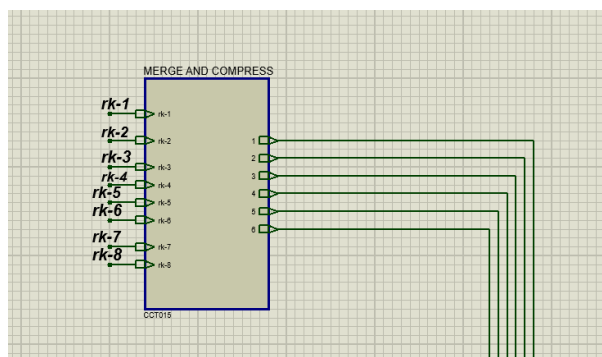 MERGE AND COMPRESS
rk-1
rk-1
rk-2
rk-2
1
rk-3
2
rk-3
3
rk-4
rk-4
4
rk-5
rk-5
5
rk-6
rk-6
6
rk-7
rk-7
rk-8
rk-8
CCT015